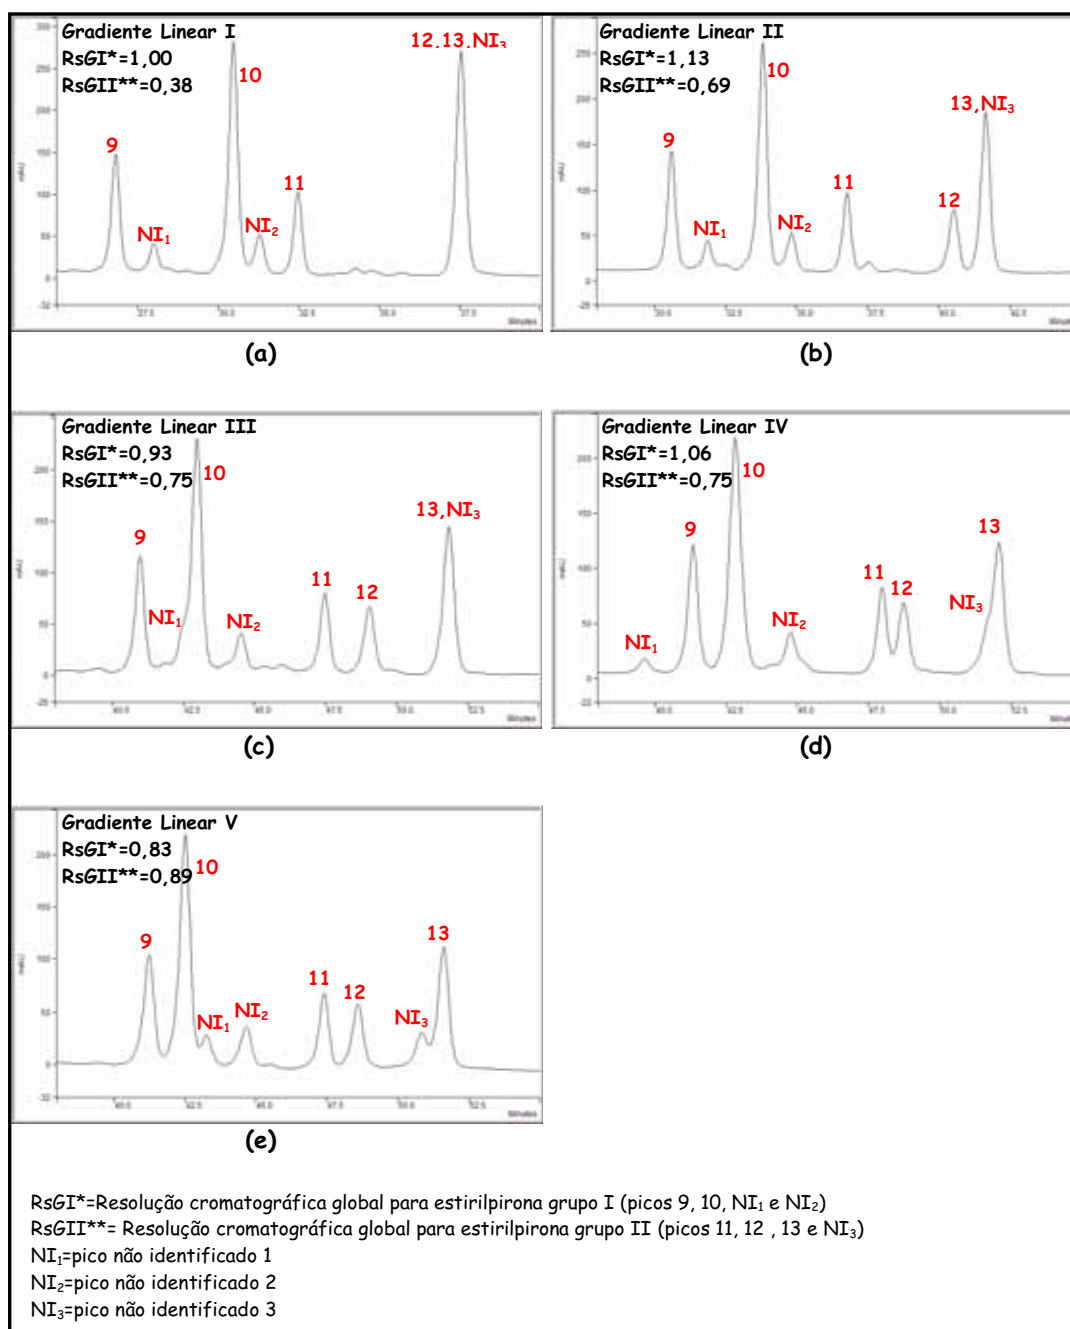 Gradiente Linear I
RsGI*=1,00
RsGII**=0,38
9
NI₁
10
NI₂
11
12,13,NI₃
Minutes
(a)
Gradiente Linear II
RsGI*=1,13
RsGII**=0,69
9
NI₁
10
NI₂
11
12
13,NI₃
Minutes
(b)
Gradiente Linear III
RsGI*=0,93
RsGII**=0,75
9
NI₁
10
NI₂
11
12
13,NI₃
Minutes
(c)
Gradiente Linear IV
RsGI*=1,06
RsGII**=0,75
NI₁
9
10
NI₂
11
12
NI₃
13
Minutes
(d)
Gradiente Linear V
RsGI*=0,83
RsGII**=0,89
9
10
NI₁
NI₂
11
12
NI₃
13
Minutes
(e)
RsGI*=Resolução cromatográfica global para estirilpirona grupo I (picos 9, 10, NI₁ e NI₂)
RsGII**= Resolução cromatográfica global para estirilpirona grupo II (picos 11, 12 , 13 e NI₃)
NI₁=pico não identificado 1
NI₂=pico não identificado 2
NI₃=pico não identificado 3